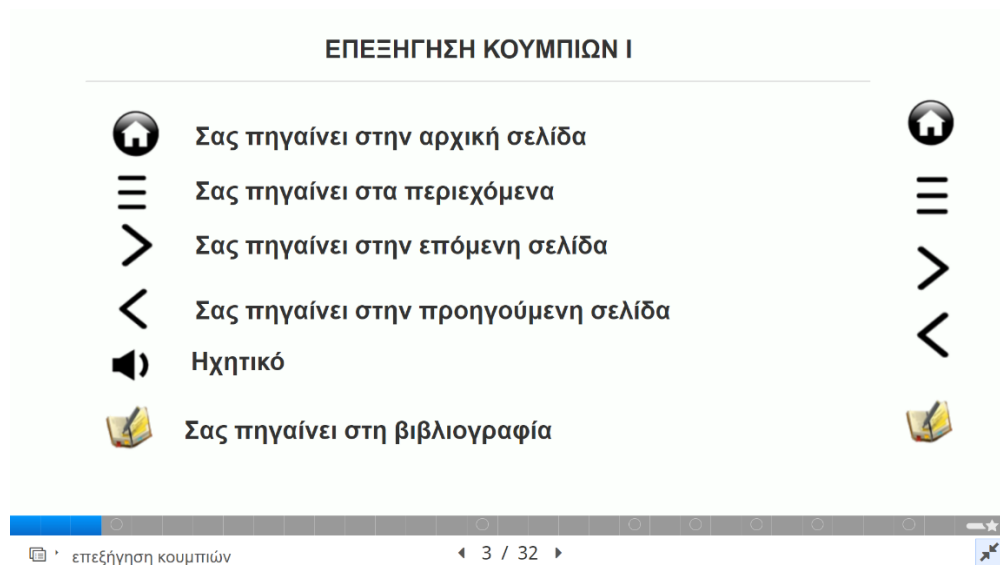 ΕΠΕΞΗΓΗΣΗ ΚΟΥΜΠΙΩΝ Ι
Σας πηγαίνει στην αρχική σελίδα
Σας πηγαίνει στα περιεχόμενα
Σας πηγαίνει στην επόμενη σελίδα
Σας πηγαίνει στην προηγούμενη σελίδα
Ηχητικό
Σας πηγαίνει στη βιβλιογραφία
επεξήγηση κουμπιών
3 / 32